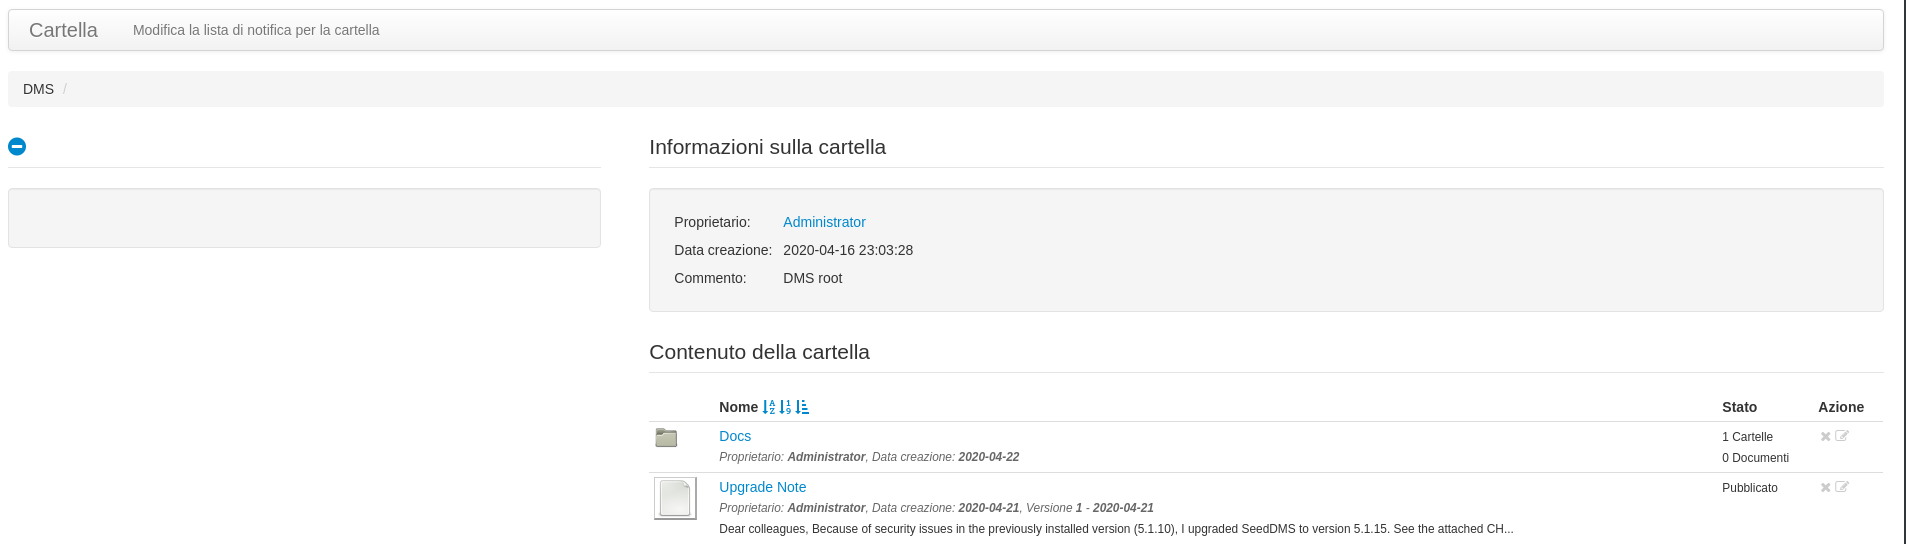 Cartella Modifica la lista di notifica per la cartella
DMS /
Informazioni sulla cartella
Proprietario: Administrator
Data creazione: 2020-04-16 23:03:28
Commento: DMS root
Contenuto della cartella
Nome Stato Azione
Docs 1 Cartelle
Proprietario: Administrator, Data creazione: 2020-04-22 0 Documenti
Upgrade Note Pubblicato
Proprietario: Administrator, Data creazione: 2020-04-21, Versione 1 - 2020-04-21
Dear colleagues, Because of security issues in the previously installed version (5.1.10), I upgraded SeedDMS to version 5.1.15. See the attached CH...